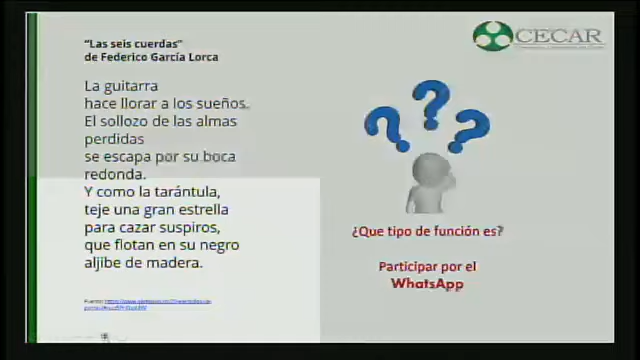 “Las seis cuerdas”
de Federico García Lorca
La guitarra
hace llorar a los sueños.
El sollozo de las almas
perdidas
se escapa por su boca
redonda.
Y como la tarántula,
teje una gran estrella
para cazar suspiros,
que flotan en su negro
aljibe de madera.
Fuente:
CECAR
¿Que tipo de función es?
Participar por el
WhatsApp